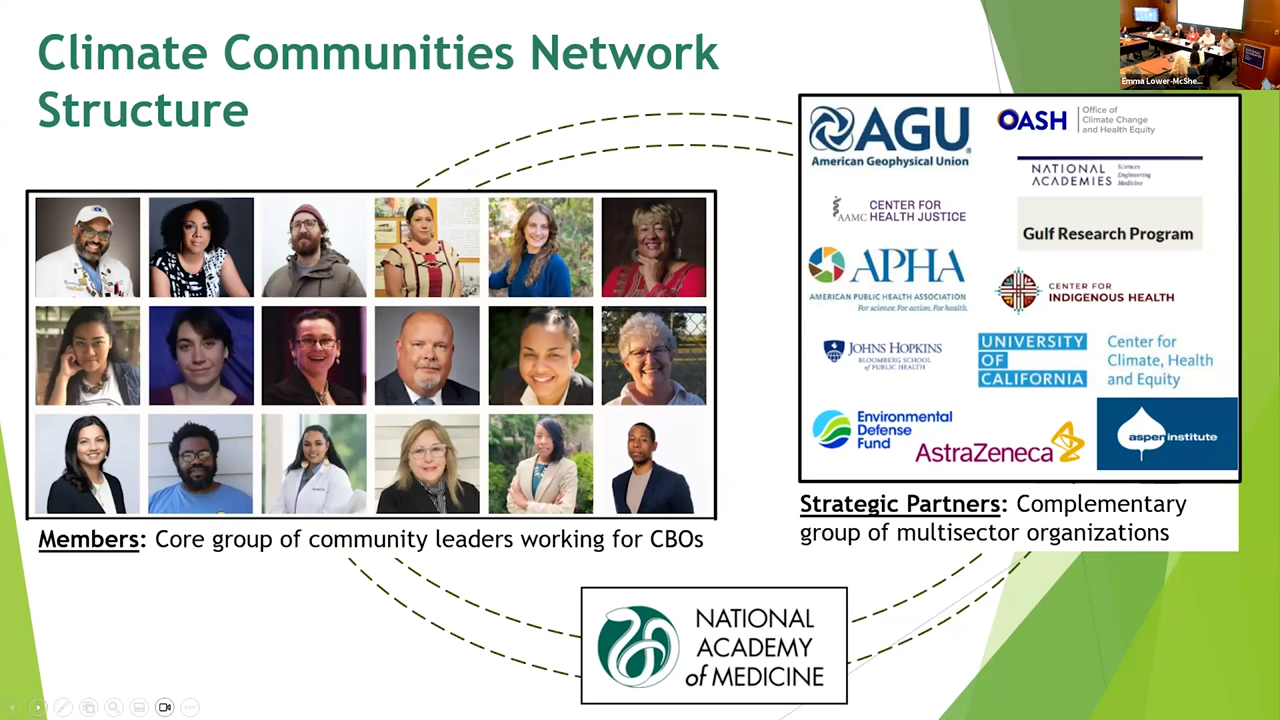 Climate Communities Network
Structure
Emma Lower-McShe...
AGU
American Geophysical Union
OASH
Office of
Climate Change
and Health Equity
NATIONAL
ACADEMIES
Sciences
Engineering
Medicine
Gulf Research Program
AAMC
CENTER FOR
HEALTH JUSTICE
APHA
AMERICAN PUBLIC HEALTH ASSOCIATION
For science. For action. For health.
CENTER FOR
INDIGENOUS HEALTH
JOHNS HOPKINS
BLOOMBERG SCHOOL
of PUBLIC HEALTH
UNIVERSITY
OF
CALIFORNIA
Center for
Climate, Health
and Equity
Environmental
Defense
Fund
AstraZeneca
aspen institute
Members: Core group of community leaders working for CBOs
Strategic Partners: Complementary
group of multisector organizations
NATIONAL
ACADEMY
of MEDICINE